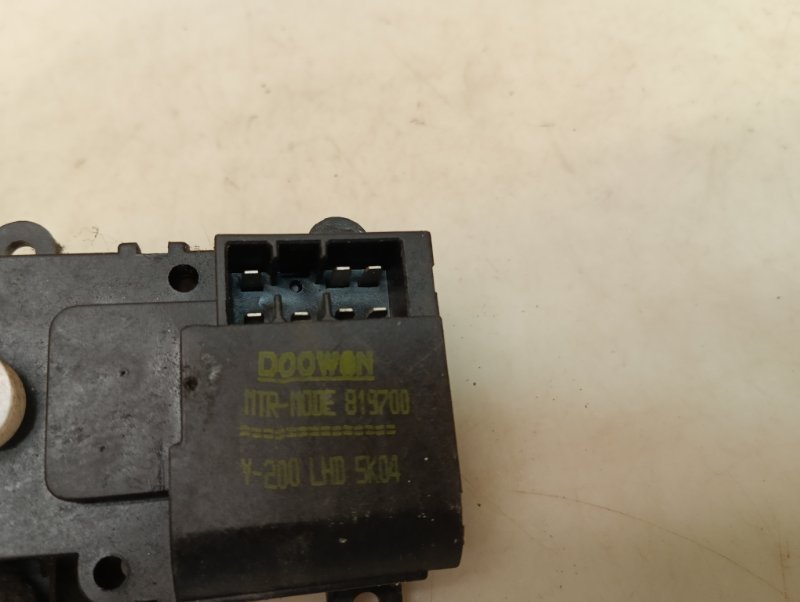 DOOWON
MTR-MODE 819700
===============
Y-200 LHD 5K04